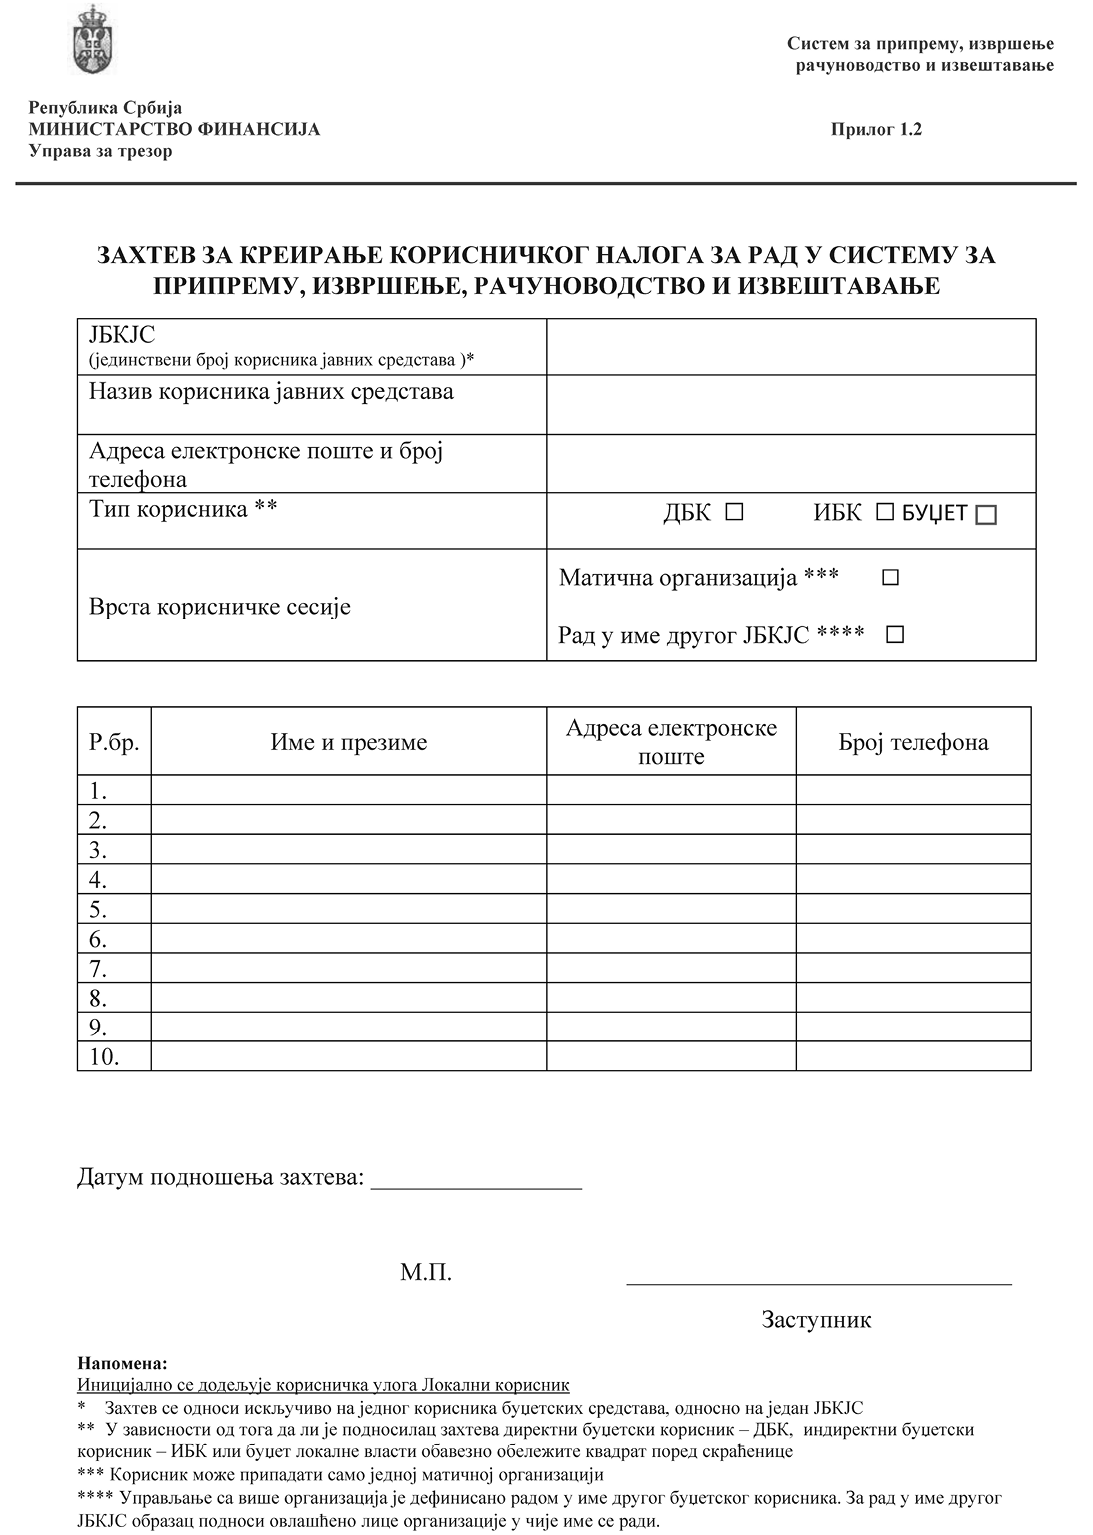 Систем за припрему, извршење
рачуноводство и извештавање
Република Србија
МИНИСТАРСТВО ФИНАНСИЈА
Прилог 1.2
Управа за трезор
ЗАХТЕВ ЗА КРЕИРАЊЕ КОРИСНИЧКОГ НАЛОГА ЗА РАД У СИСТЕМУ ЗА
ПРИПРЕМУ, ИЗВРШЕЊЕ, РАЧУНОВОДСТВО И ИЗВЕШТАВАЊЕ
ЈБКЈС
(јединствени број корисника јавних средстава )*
Назив корисника јавних средстава
Адреса електронске поште и број
телефона
Тип корисника **
ДБК ☐ ИБК ☐ БУЏЕТ ☐
Врста корисничке сесије
Матична организација *** ☐
Рад у име другог ЈБКЈС **** ☐
Р.бр.
Име и презиме
Адреса електронске
поште
Број телефона
1.
2.
3.
4.
5.
6.
7.
8.
9.
10.
Датум подношења захтева: _________________
М.П.
Заступник
Напомена:
Иницијално се додељује корисничка улога Локални корисник
* Захтев се односи искључиво на једног корисника буџетских средстава, односно на један ЈБКЈС
** У зависности од тога да ли је подносилац захтева директни буџетски корисник – ДБК, индиректни буџетски
корисник – ИБК или буџет локалне власти обавезно обележите квадрат поред скраћенице
*** Корисник може припадати само једној матичној организацији
**** Управљање са више организација је дефинисано радом у име другог буџетског корисника. За рад у име другог
ЈБКЈС образац подноси овлашћено лице организације у чије име се ради.